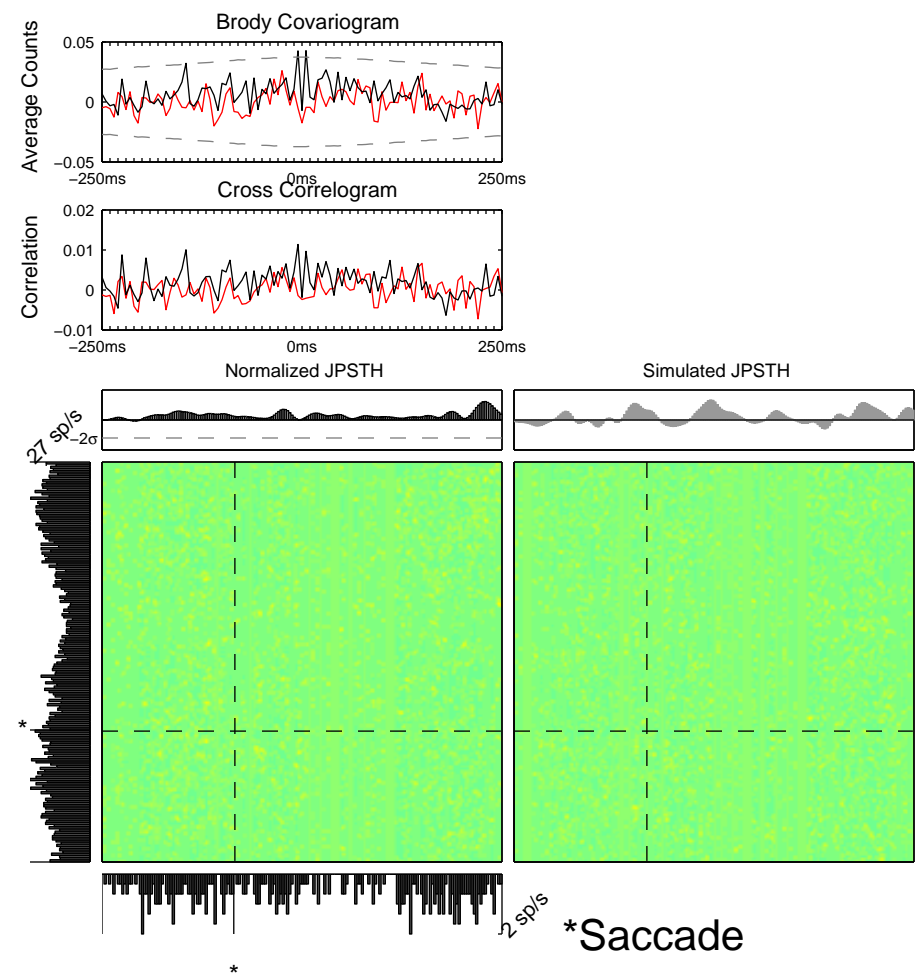 Brody Covariogram
Average Counts
0.05
0
−0.05
−250ms 0ms 250ms
Cross Correlogram
Correlation
0.02
0.01
0
−0.01
−250ms 0ms 250ms
Normalized JPSTH
Simulated JPSTH
−2σ
27 sp/s
*
2 sp/s
*
*Saccade